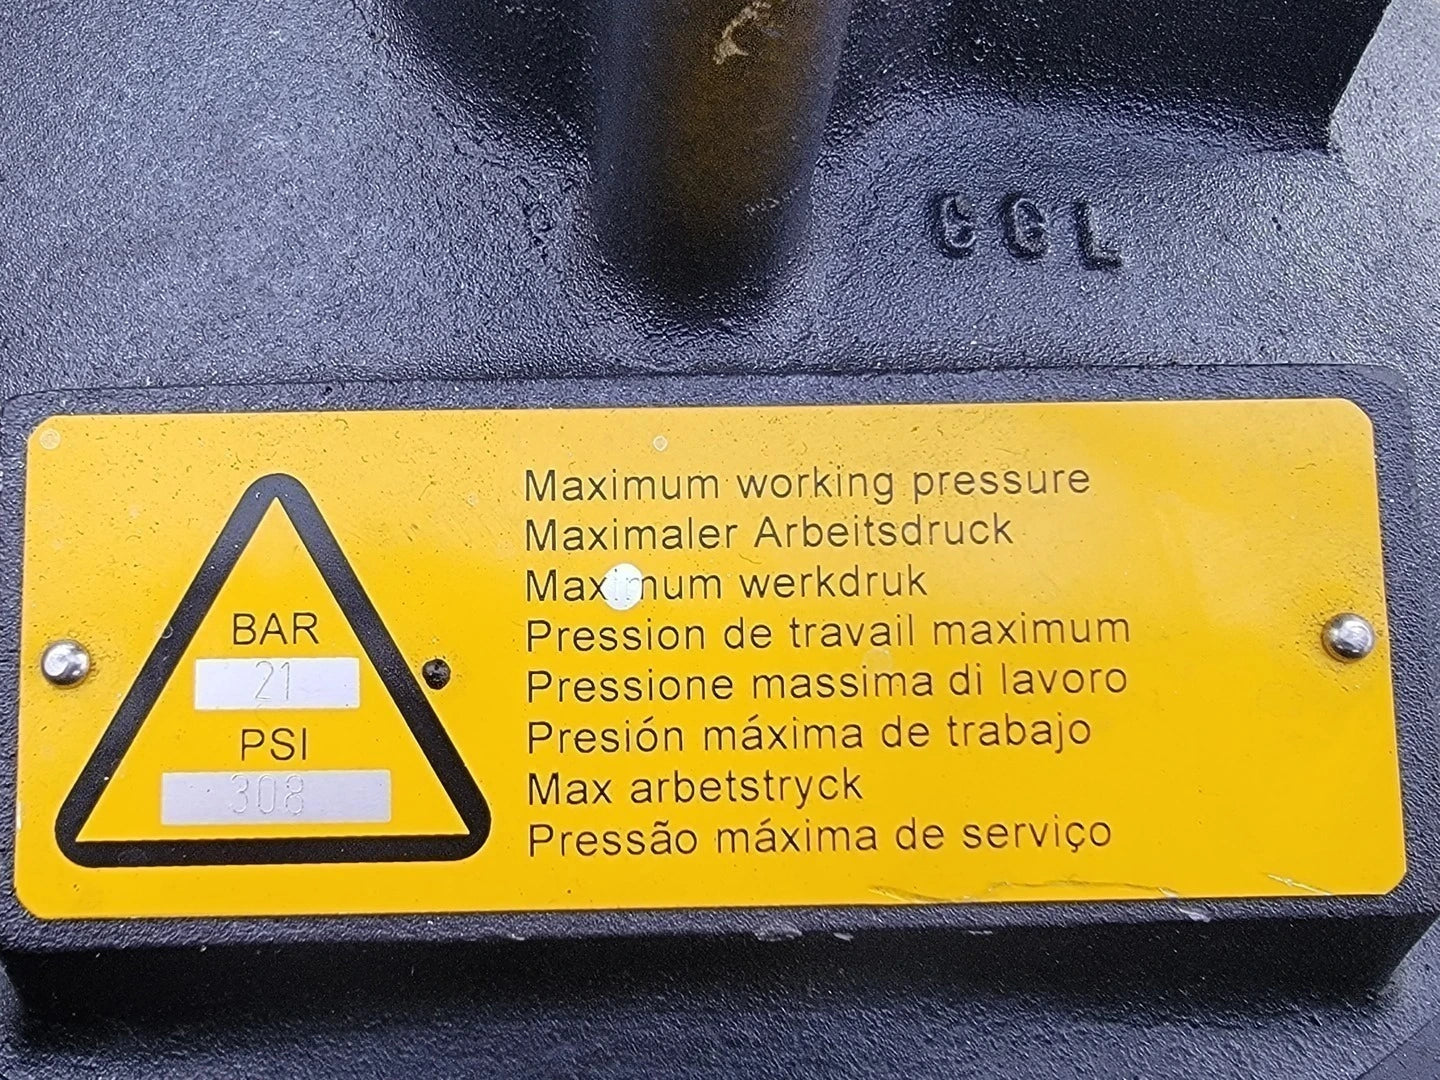 CGL
Maximum working pressure
Maximaler Arbeitsdruck
Maximum werkdruk
Pression de travail maximum
Pressione massima di lavoro
Presión máxima de trabajo
Max arbetstryck
Pressão máxima de serviço
BAR
21
PSI
308